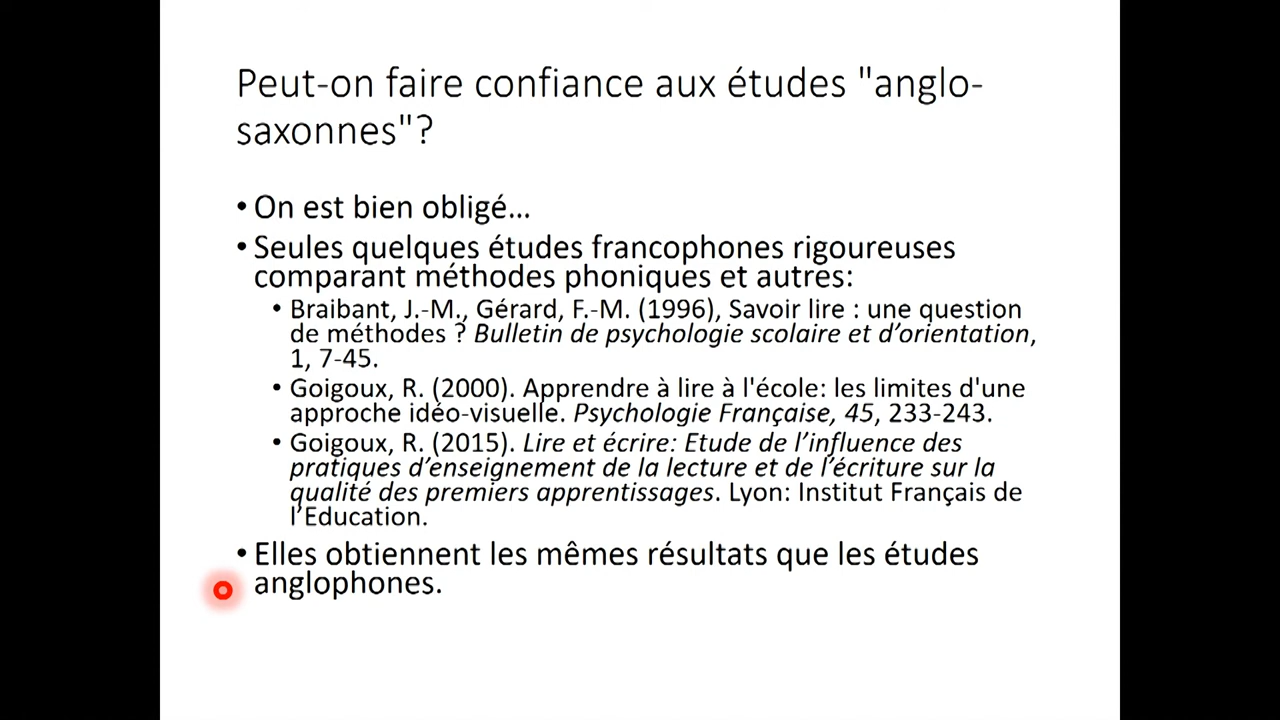 Peut-on faire confiance aux études "anglo-
saxonnes"?
• On est bien obligé…
• Seules quelques études francophones rigoureuses
comparant méthodes phoniques et autres:
• Braibant, J.-M., Gérard, F.-M. (1996), Savoir lire : une question
de méthodes ? Bulletin de psychologie scolaire et d’orientation,
1, 7-45.
• Goigoux, R. (2000). Apprendre à lire à l'école: les limites d'une
approche idéo-visuelle. Psychologie Française, 45, 233-243.
• Goigoux, R. (2015). Lire et écrire: Etude de l’influence des
pratiques d’enseignement de la lecture et de l’écriture sur la
qualité des premiers apprentissages. Lyon: Institut Français de
l’Education.
• Elles obtiennent les mêmes résultats que les études
anglophones.